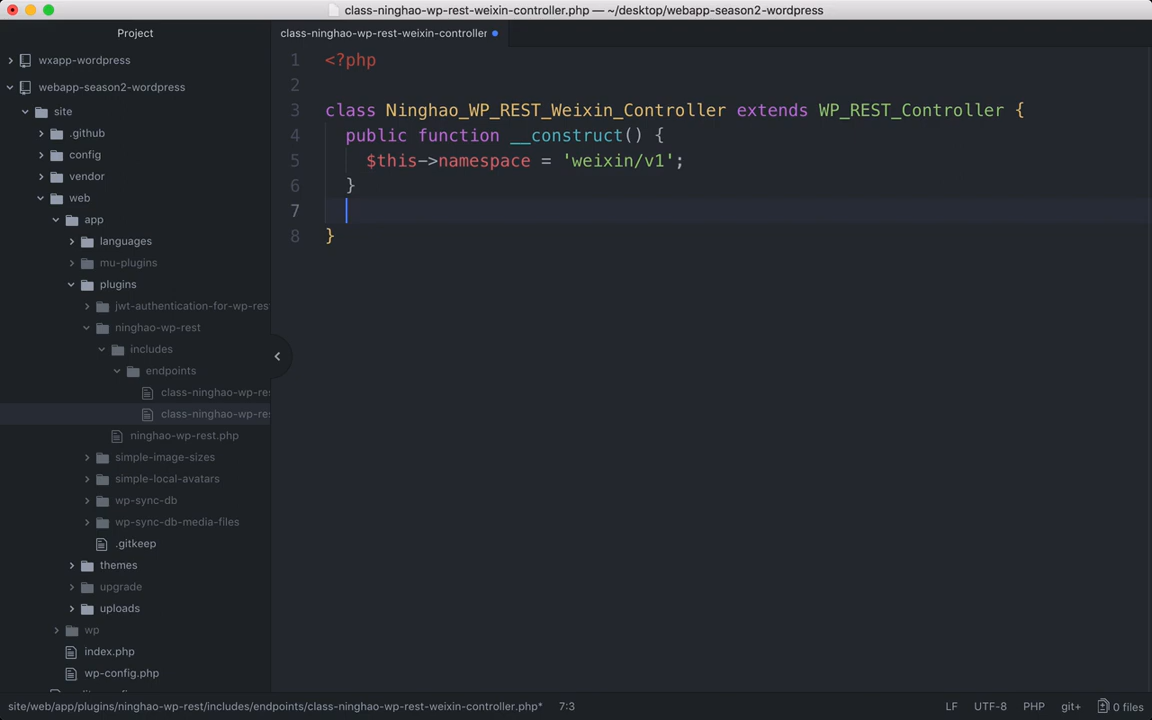 class-ninghao-wp-rest-weixin-controller.php — ~/desktop/webapp-season2-wordpress
Project
wxapp-wordpress
webapp-season2-wordpress
site
.github
config
vendor
web
app
languages
mu-plugins
plugins
jwt-authentication-for-wp-res
ninghao-wp-rest
includes
endpoints
class-ninghao-wp-re
class-ninghao-wp-re
ninghao-wp-rest.php
simple-image-sizes
simple-local-avatars
wp-sync-db
wp-sync-db-media-files
.gitkeep
themes
upgrade
uploads
wp
index.php
wp-config.php
class-ninghao-wp-rest-weixin-controller
1 <?php
2
3 class Ninghao_WP_REST_Weixin_Controller extends WP_REST_Controller {
4 public function __construct() {
5 $this->namespace = 'weixin/v1';
6 }
7
8 }
site/web/app/plugins/ninghao-wp-rest/includes/endpoints/class-ninghao-wp-rest-weixin-controller.php* 7:3 LF UTF-8 PHP git+ 0 files